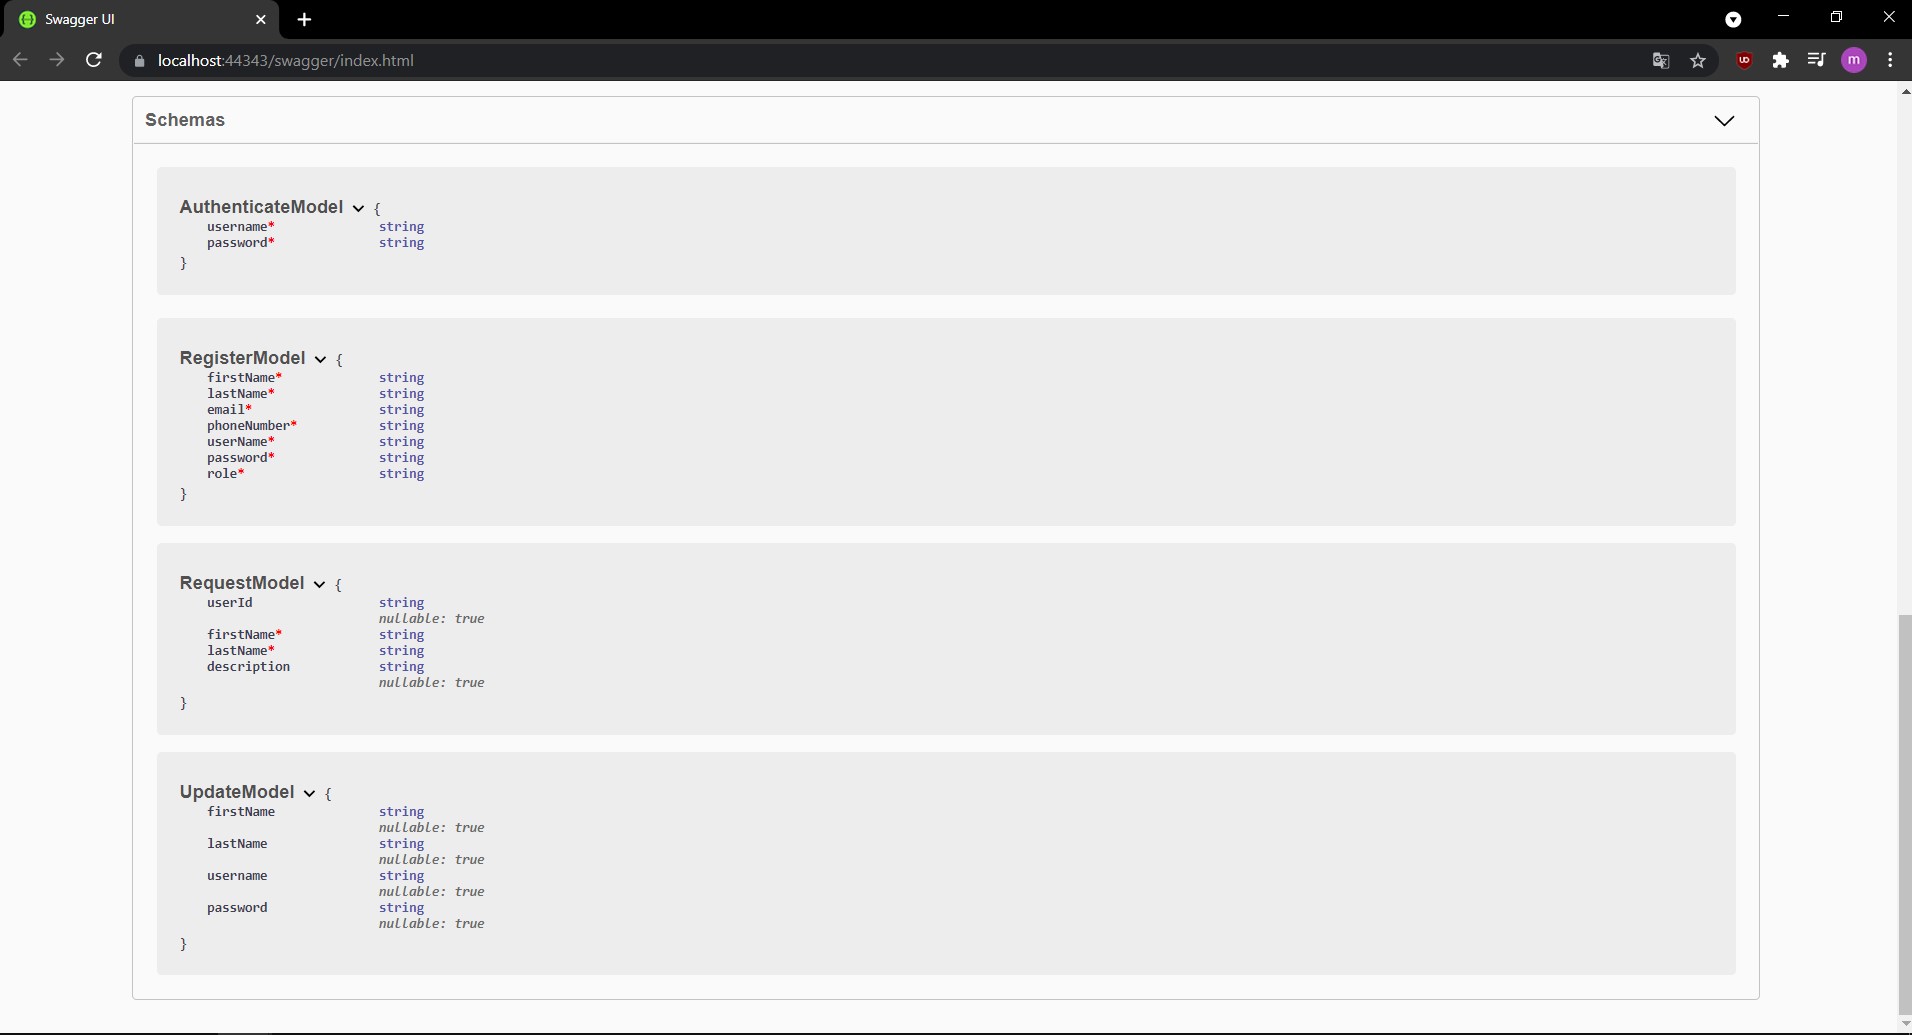 Swagger UI
localhost:44343/swagger/index.html
m
Schemas
AuthenticateModel {
username* string
password* string
}
RegisterModel {
firstName* string
lastName* string
email* string
phoneNumber* string
userName* string
password* string
role* string
}
RequestModel {
userId string
nullable: true
firstName* string
lastName* string
description string
nullable: true
}
UpdateModel {
firstName string
nullable: true
lastName string
nullable: true
username string
nullable: true
password string
nullable: true
}